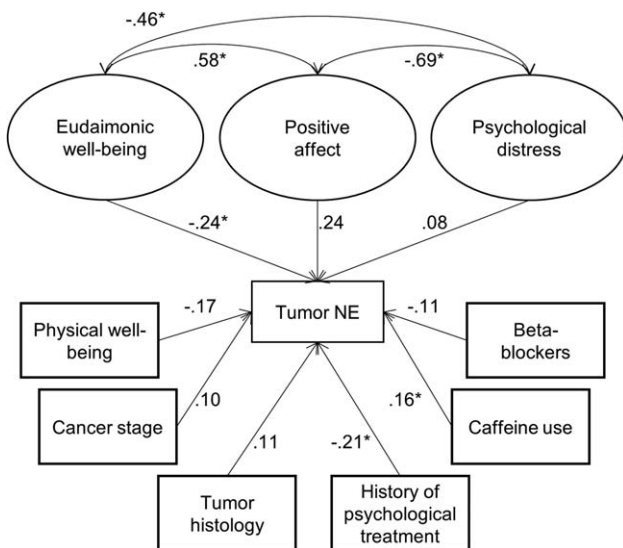 -.46*
.58*
-.69*
Eudaimonic
well-being
Positive
affect
Psychological
distress
-.24*
.24
.08
Tumor NE
Physical well-
being
-.17
-.11
Beta-
blockers
Cancer stage
.10
.16*
Caffeine use
.11
-.21*
Tumor
histology
History of
psychological
treatment